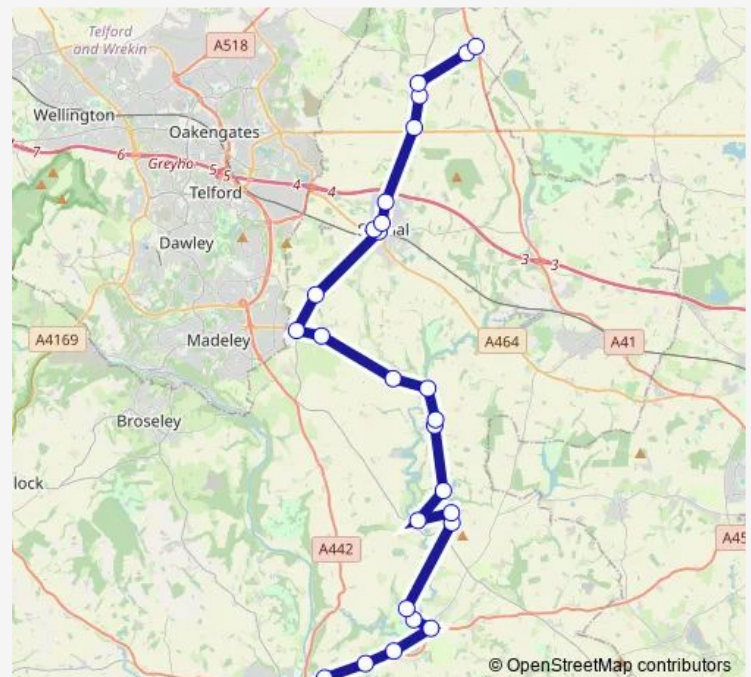 Telford
and Wrekin
A518
Wellington
Oakengates
7
6
Greyho
5
5
4
4
Telford
Dawley
3
3
A4169
Madeley
A464
A41
Broseley
lock
A442
A45
© OpenStreetMap contributors